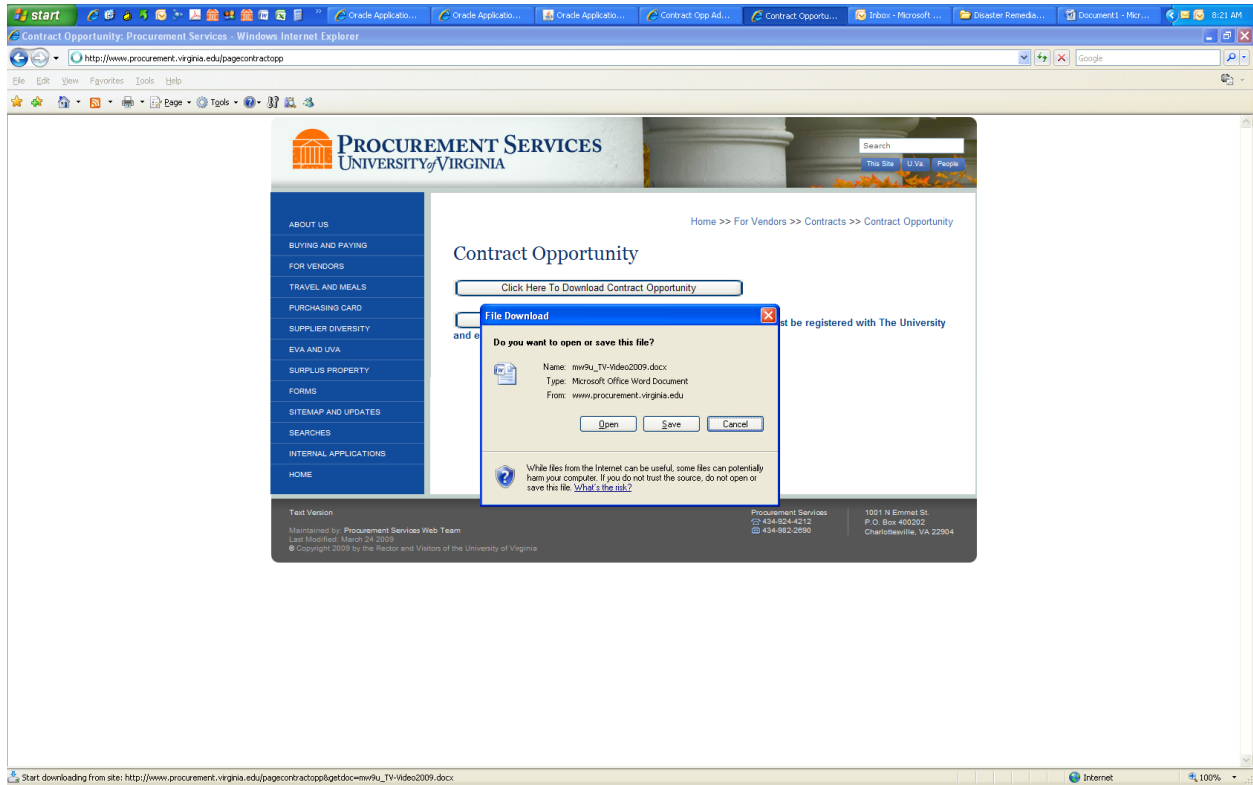 start
Oracle Applicatio...
Oracle Applicatio...
Oracle Applicatio...
Contract Opp Ad...
Contract Opportu...
Inbox - Microsoft ...
Disaster Remedia...
Document1 - Micr...
8:21 AM
Contract Opportunity: Procurement Services - Windows Internet Explorer
http://www.procurement.virginia.edu/pagecontractopp
Google
File Edit View Favorites Tools Help
Page Tools
PROCUREMENT SERVICES
UNIVERSITY of VIRGINIA
Search
This Site U.Va. People
ABOUT US
BUYING AND PAYING
FOR VENDORS
TRAVEL AND MEALS
PURCHASING CARD
SUPPLIER DIVERSITY
EVA AND UVA
SURPLUS PROPERTY
FORMS
SITEMAP AND UPDATES
SEARCHES
INTERNAL APPLICATIONS
HOME
Home >> For Vendors >> Contracts >> Contract Opportunity
Contract Opportunity
Click Here To Download Contract Opportunity
st be registered with The University
and e
File Download
Do you want to open or save this file?
Name: mw9u_TV-Video2009.docx
Type: Microsoft Office Word Document
From: www.procurement.virginia.edu
Open Save Cancel
While files from the Internet can be useful, some files can potentially
harm your computer. If you do not trust the source, do not open or
save this file. What's the risk?
Text Version
Maintained by: Procurement Services Web Team
Last Modified: March 24 2009
© Copyright 2009 by the Rector and Visitors of the University of Virginia
Procurement Services
434-924-4212
434-982-2690
1001 N Emmet St.
P.O. Box 400202
Charlottesville, VA 22904
Start downloading from site: http://www.procurement.virginia.edu/pagecontractopp&getdoc=mw9u_TV-Video2009.docx
Internet
100%